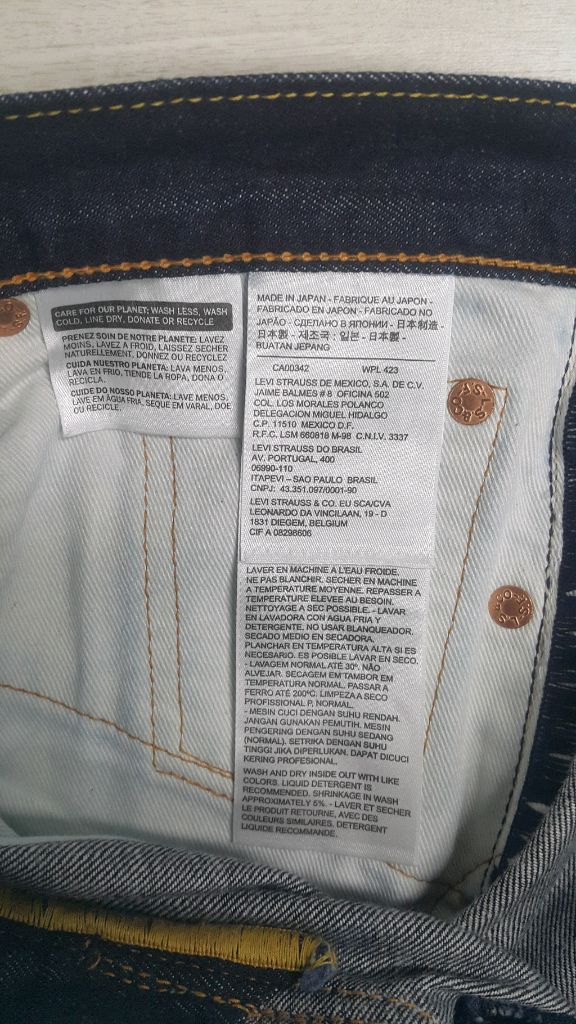 CARE FOR OUR PLANET: WASH LESS, WASH
COLD, LINE DRY, DONATE OR RECYCLE
PRENEZ SOIN DE NOTRE PLANETE: LAVEZ
MOINS, LAVEZ A FROID, LAISSEZ SECHER
NATURELLEMENT, DONNEZ OU RECYCLEZ
CUIDA NUESTRO PLANETA: LAVA MENOS,
LAVA EN FRIO, TIENDE LA ROPA, DONA O
RECICLA.
CUIDE DO NOSSO PLANETA: LAVE MENOS,
LAVE EM ÁGUA FRIA, SEQUE EM VARAL, DOE
OU RECICLE.
MADE IN JAPAN - FABRIQUE AU JAPON -
FABRICADO EN JAPON - FABRICADO NO
JAPÃO - СДЕЛАНО В ЯПОНИИ - 日本制造 -
日本製 - 제조국 : 일본 - 日本製 -
BUATAN JEPANG
CA00342 WPL 423
LEVI STRAUSS DE MEXICO, S.A. DE C.V.
JAIME BALMES # 8 OFICINA 502
COL. LOS MORALES POLANCO
DELEGACION MIGUEL HIDALGO
C.P. 11510 MEXICO D.F.
R.F.C. LSM 660818 M-98 C.N.I.V. 3337
LEVI STRAUSS DO BRASIL
AV. PORTUGAL, 400
06990-110
ITAPEVI – SAO PAULO BRASIL
CNPJ: 43.351.097/0001-90
LEVI STRAUSS & CO. EU SCA/CVA
LEONARDO DA VINCILAAN, 19 - D
1831 DIEGEM, BELGIUM
CIF A 08298606
LAVER EN MACHINE A L'EAU FROIDE.
NE PAS BLANCHIR. SECHER EN MACHINE
A TEMPERATURE MOYENNE. REPASSER A
TEMPERATURE ELEVEE AU BESOIN.
NETTOYAGE A SEC POSSIBLE. - LAVAR
EN LAVADORA CON AGUA FRIA Y
DETERGENTE. NO USAR BLANQUEADOR.
SECADO MEDIO EN SECADORA.
PLANCHAR EN TEMPERATURA ALTA SI ES
NECESARIO. ES POSIBLE LAVAR EN SECO.
- LAVAGEM NORMAL ATÉ 30º. NÃO
ALVEJAR. SECAGEM EM TAMBOR EM
TEMPERATURA NORMAL. PASSAR A
FERRO ATÉ 200ºC. LIMPEZA A SECO
PROFISSIONAL P, NORMAL.
- MESIN CUCI DENGAN SUHU RENDAH.
JANGAN GUNAKAN PEMUTIH. MESIN
PENGERING DENGAN SUHU SEDANG
(NORMAL). SETRIKA DENGAN SUHU
TINGGI JIKA DIPERLUKAN. DAPAT DICUCI
KERING PROFESIONAL.
WASH AND DRY INSIDE OUT WITH LIKE
COLORS. LIQUID DETERGENT IS
RECOMMENDED. SHRINKAGE IN WASH
APPROXIMATELY 5%. - LAVER ET SECHER
LE PRODUIT RETOURNE, AVEC DES
COULEURS SIMILAIRES. DETERGENT
LIQUIDE RECOMMANDE.